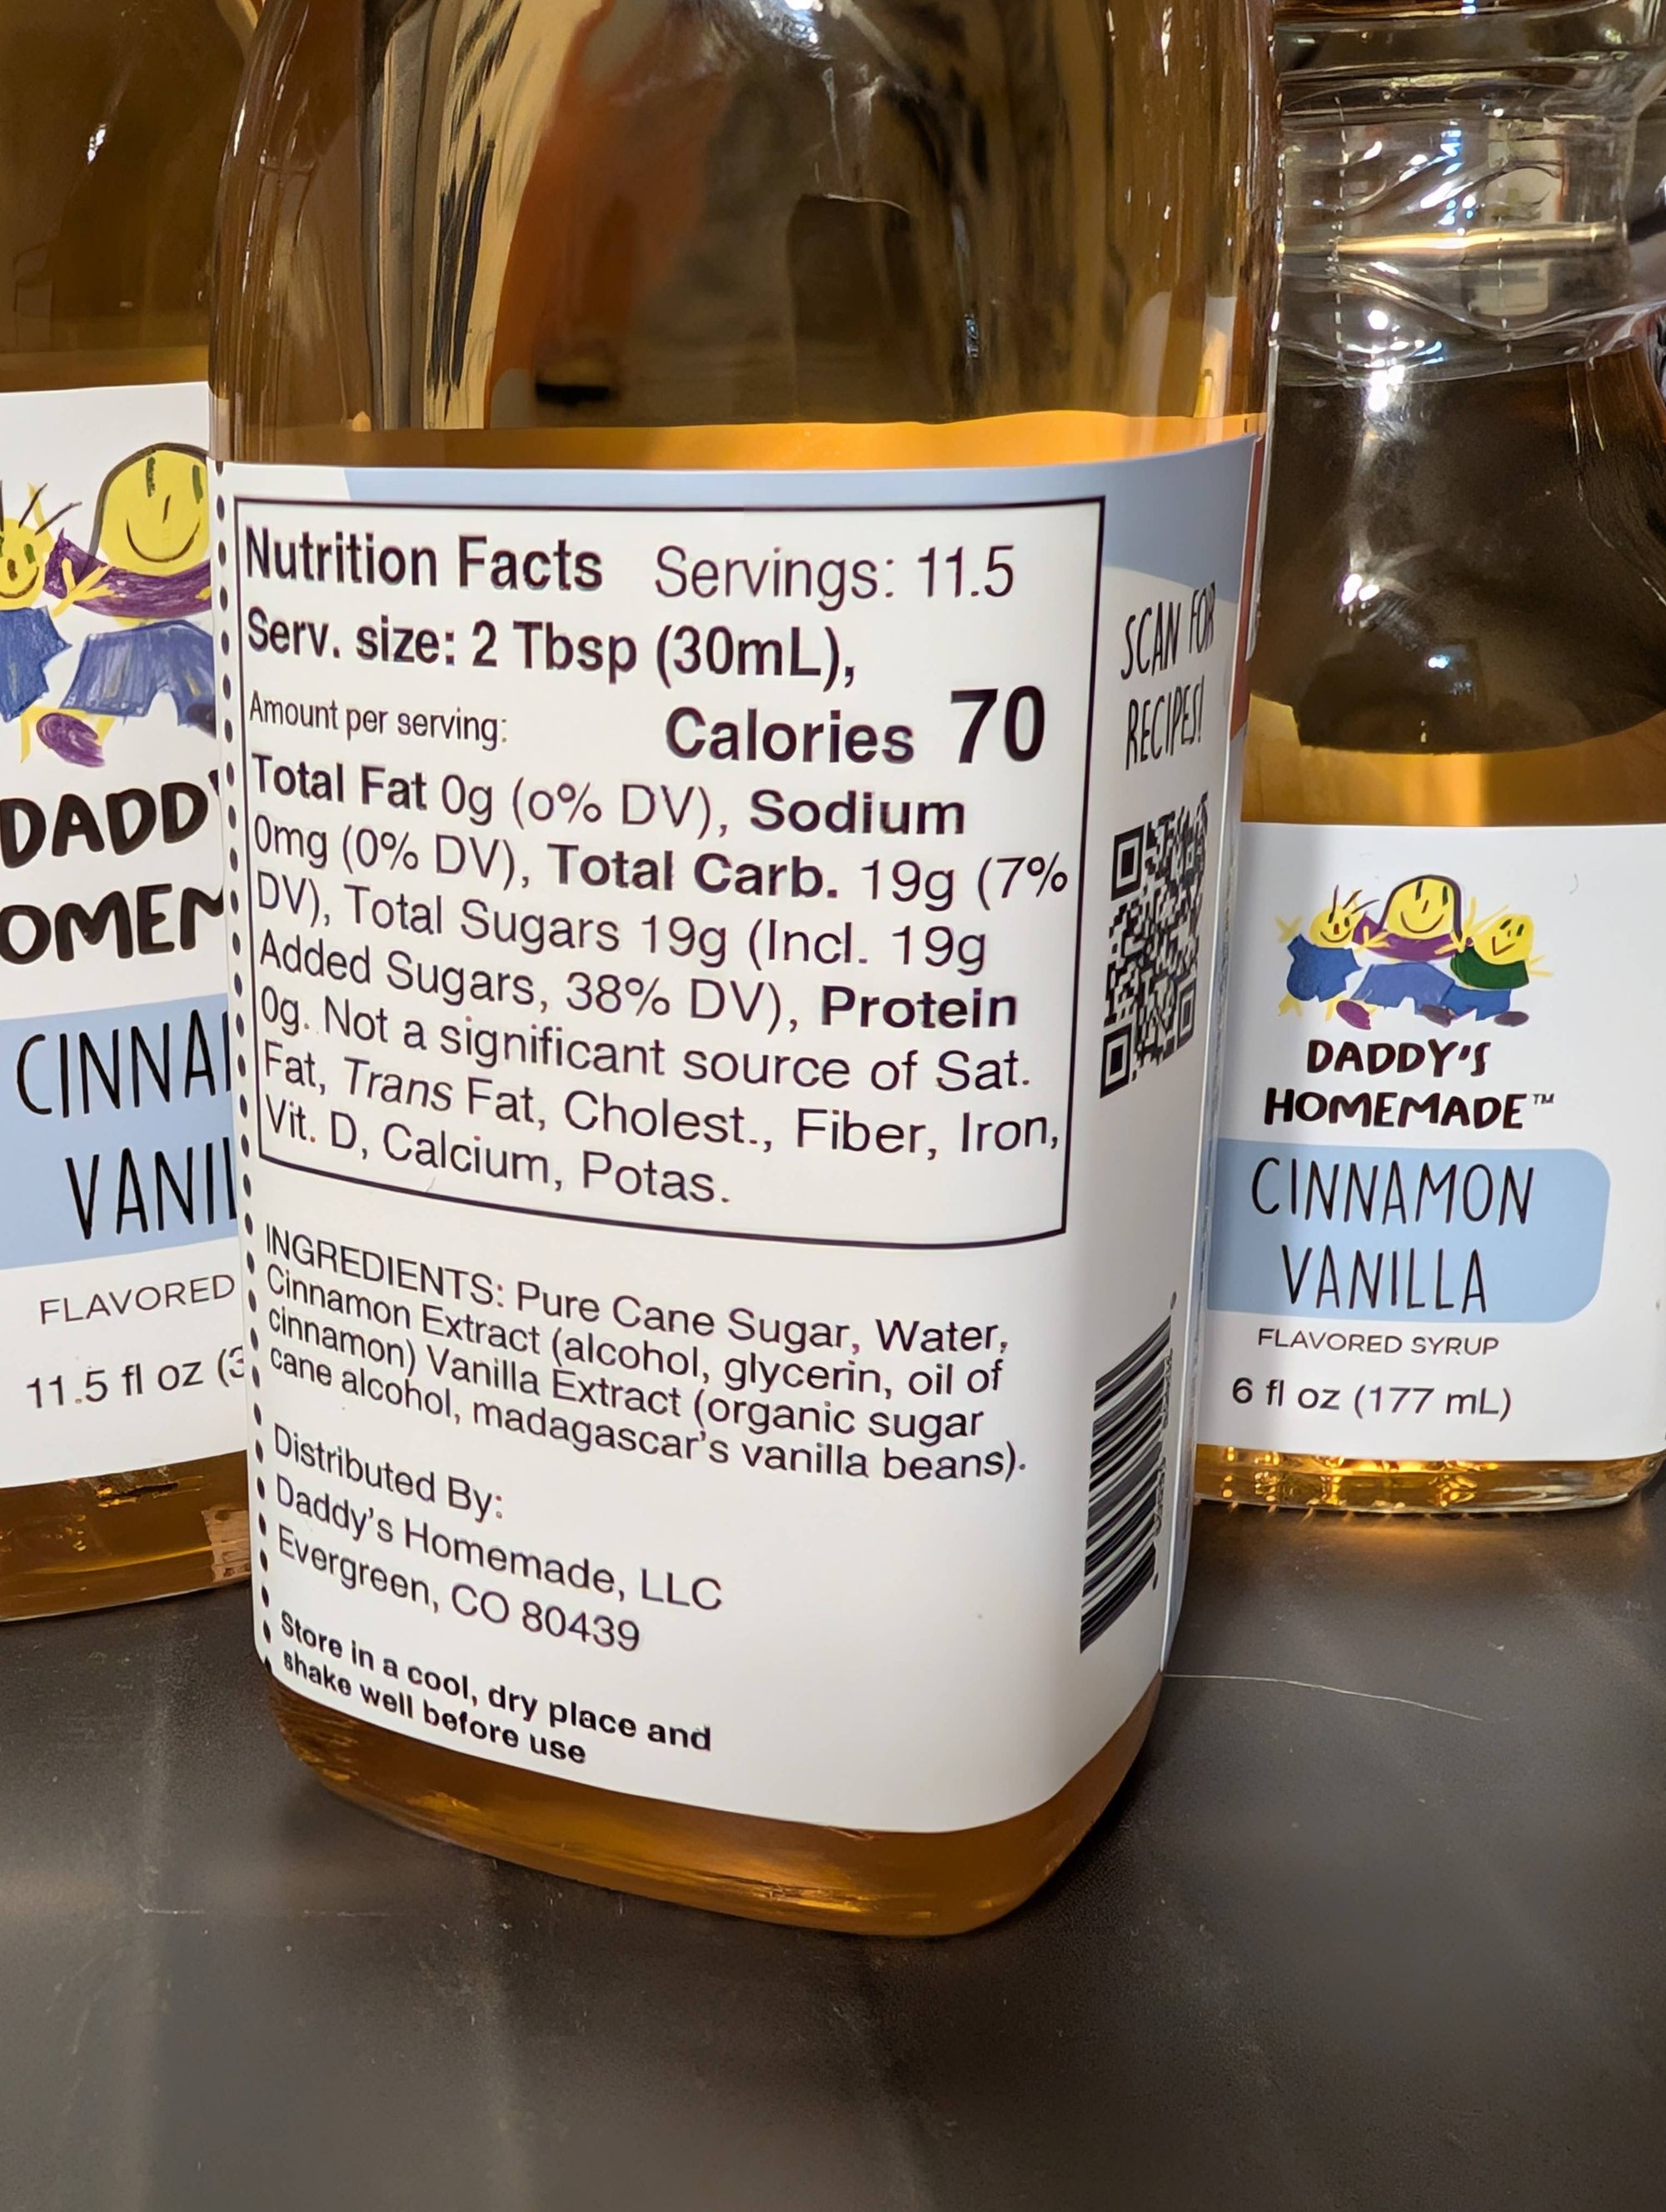 Nutrition Facts Servings: 11.5
Serv. size: 2 Tbsp (30mL),
Amount per serving: Calories 70
Total Fat 0g (0% DV), Sodium
0mg (0% DV), Total Carb. 19g (7%
DV), Total Sugars 19g (Incl. 19g
Added Sugars, 38% DV), Protein
0g. Not a significant source of Sat.
Fat, Trans Fat, Cholest., Fiber, Iron,
Vit. D, Calcium, Potas.
INGREDIENTS: Pure Cane Sugar, Water,
Cinnamon Extract (alcohol, glycerin, oil of
cinnamon) Vanilla Extract (organic sugar
cane alcohol, madagascar's vanilla beans).
Distributed By:
Daddy's Homemade, LLC
Evergreen, CO 80439
Store in a cool, dry place and
shake well before use
SCAN FOR
RECIPES!
DADDY'
OMEM
CINNA
VANIL
FLAVORED
11.5 fl oz (3
DADDY'S
HOMEMADE™
CINNAMON
VANILLA
FLAVORED SYRUP
6 fl oz (177 mL)